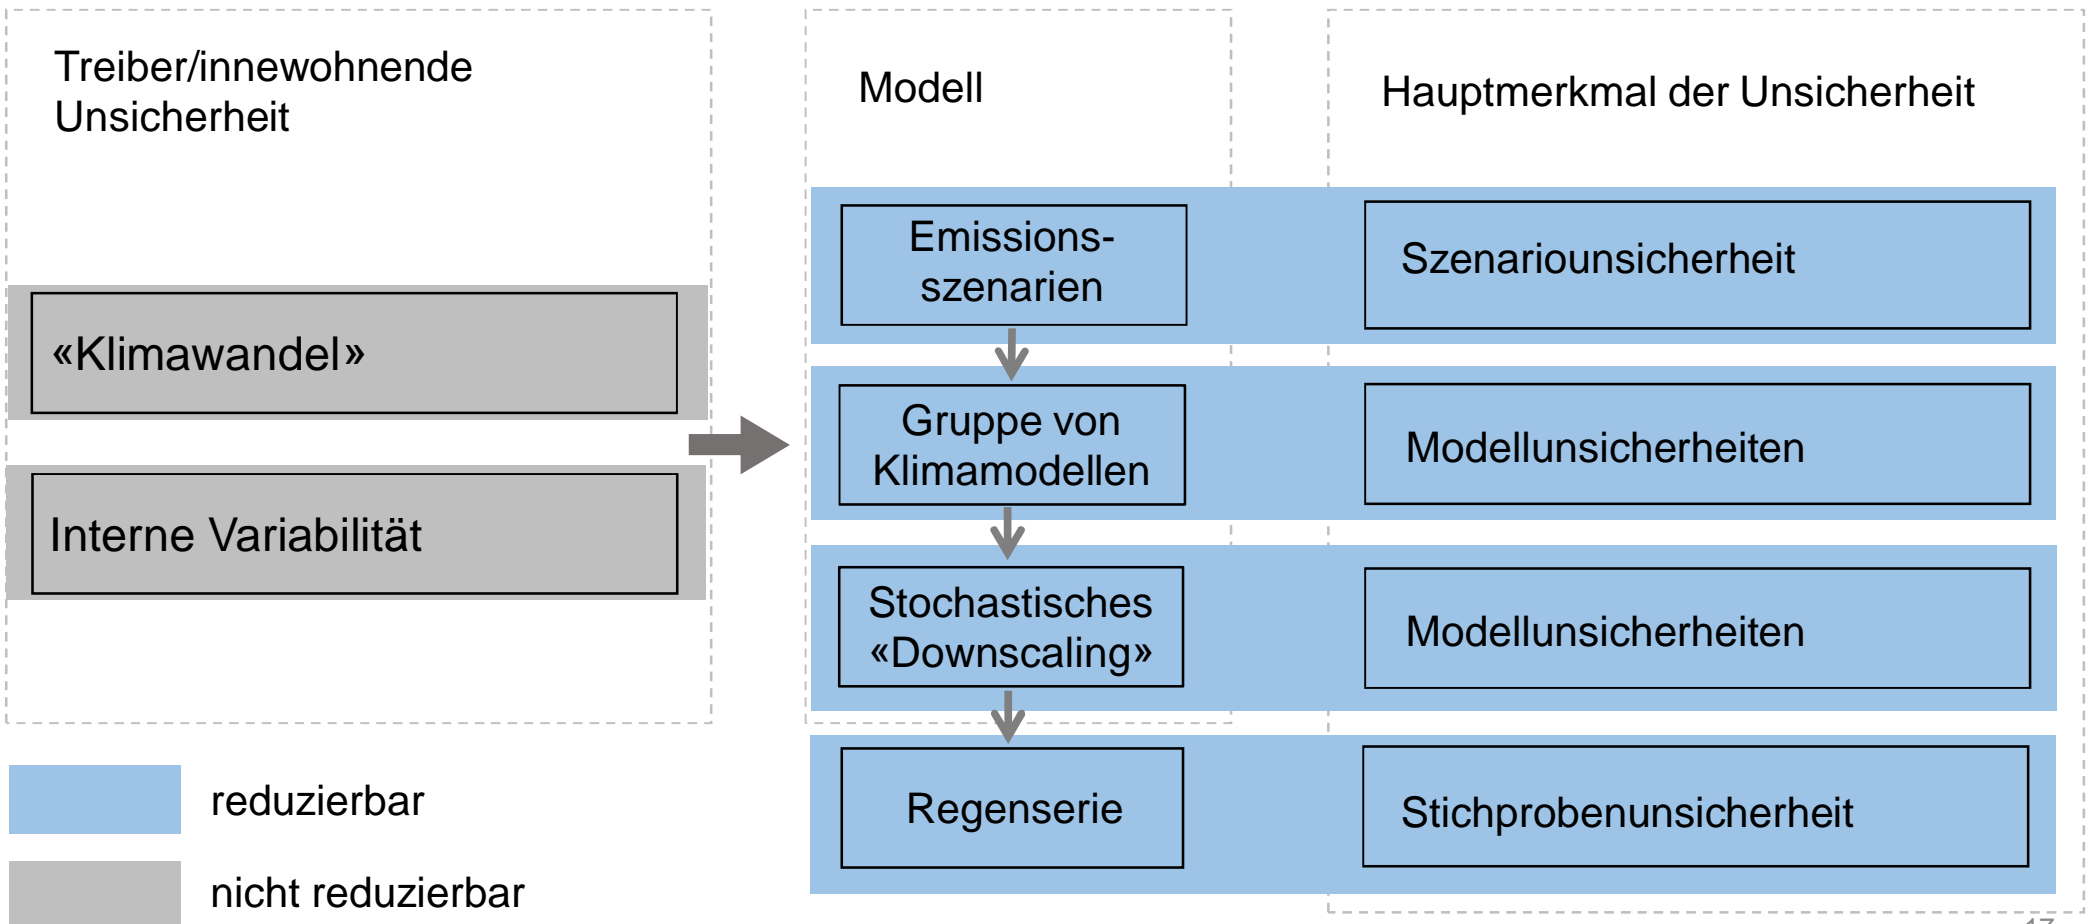 Treiber/innewohnende
Unsicherheit
«Klimawandel»
Interne Variabilität
Modell
Emissions-
szenarien
Gruppe von
Klimamodellen
Stochastisches
«Downscaling»
Regenserie
Hauptmerkmal der Unsicherheit
Szenariounsicherheit
Modellunsicherheiten
Modellunsicherheiten
Stichprobenunsicherheit
reduzierbar
nicht reduzierbar